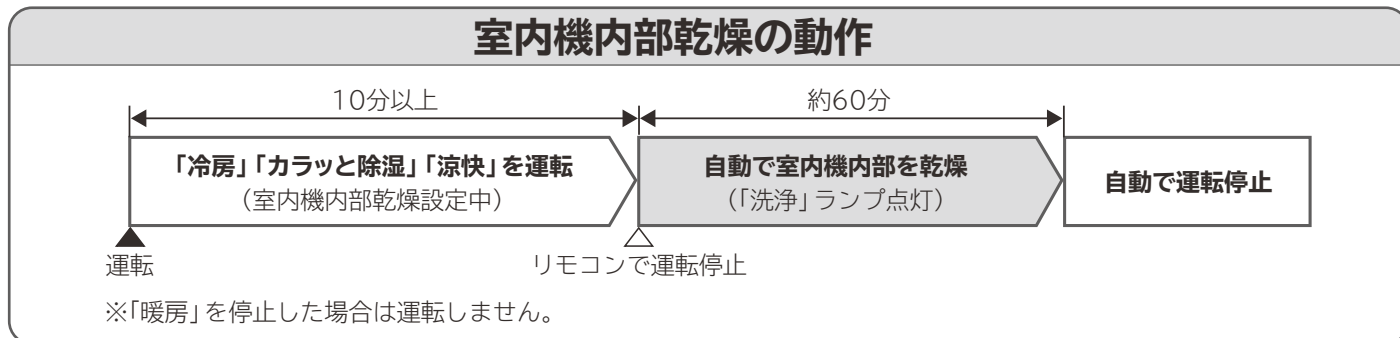 室内機内部乾燥の動作
10分以上
約60分
「冷房」「カラッと除湿」「涼快」を運転
（室内機内部乾燥設定中）
自動で室内機内部を乾燥
（「洗浄」ランプ点灯）
自動で運転停止
運転
リモコンで運転停止
※「暖房」を停止した場合は運転しません。